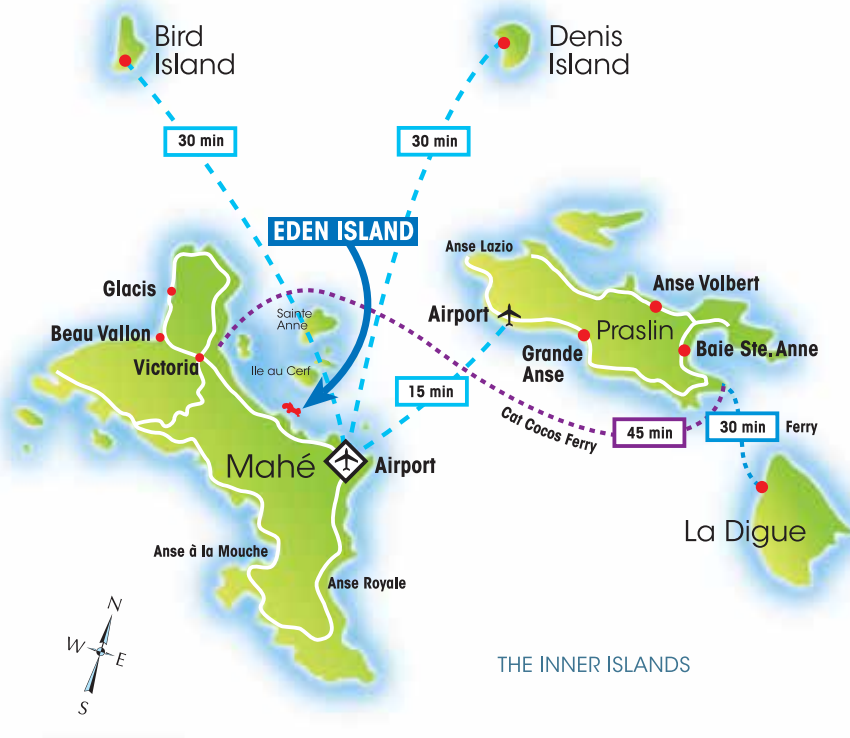 Bird
Island
Denis
Island
30 min
30 min
EDEN ISLAND
Anse Lazio
Glacis
Anse Volbert
Sainte
Anne
Airport
Praslin
Beau Vallon
Grande
Anse
Baie Ste. Anne
Victoria
Ile au Cerf
15 min
Cat Cocos Ferry
45 min
30 min
Ferry
Mahé
Airport
La Digue
Anse à la Mouche
Anse Royale
N
W
E
S
THE INNER ISLANDS